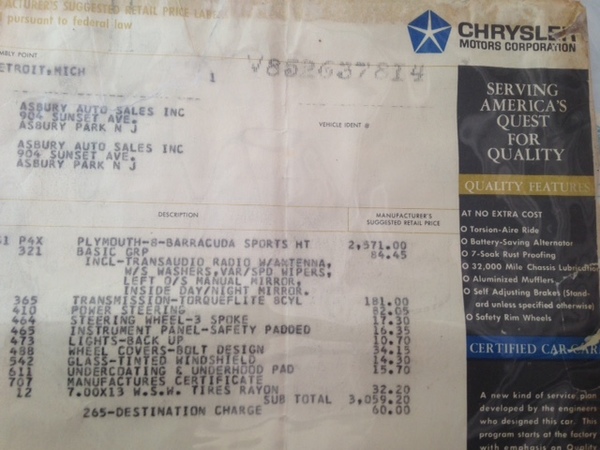 MANUFACTURER'S SUGGESTED RETAIL PRICE LABEL
pursuant to federal law
CHRYSLER
MOTORS CORPORATION
MBLY POINT
ETROIT, MICH
1
V852637814
ASBURY AUTO SALES INC
904 SUNSET AVE.
ASBURY PARK N J
VEHICLE IDENT #
ASBURY AUTO SALES INC
904 SUNSET AVE.
ASBURY PARK N J
DESCRIPTION
MANUFACTURER'S
SUGGESTED RETAIL PRICE
P4X PLYMOUTH-8-BARRACUDA SPORTS HT 2,571.00
321 BASIC GRP 84.45
INCL-TRANSAUDIO RADIO W/ANTENNA,
W/S WASHERS,VAR/SPD WIPERS,
LEFT O/S MANUAL MIRROR,
INSIDE DAY/NIGHT MIRROR.
365 TRANSMISSION-TORQUEFLITE 8CYL 181.00
410 POWER STEERING 82.05
464 STEERING WHEEL-3 SPOKE 17.30
465 INSTRUMENT PANEL-SAFETY PADDED 16.35
473 LIGHTS-BACK UP 10.70
488 WHEEL COVERS-BOLT DESIGN 34.15
542 GLASS-TINTED WINDSHIELD 14.30
611 UNDERCOATING & UNDERHOOD PAD 15.70
707 MANUFACTURES CERTIFICATE
12 7.00X13 W.S.W. TIRES RAYON 32.20
SUB TOTAL 3,059.20
265-DESTINATION CHARGE 60.00
SERVING
AMERICA'S
QUEST
FOR
QUALITY
QUALITY FEATURES
AT NO EXTRA COST
O Torsion-Aire Ride
O Battery-Saving Alternator
O 7-Soak Rust Proofing
O 32,000 Mile Chassis Lubrication
O Aluminized Mufflers
O Self Adjusting Brakes (Stand-
ard unless specified otherwise)
O Safety Rim Wheels
CERTIFIED CAR-CAR
A new kind of service plan
developed by the engineers
who designed this car. This
program starts at the factory
with emphasis on Quality